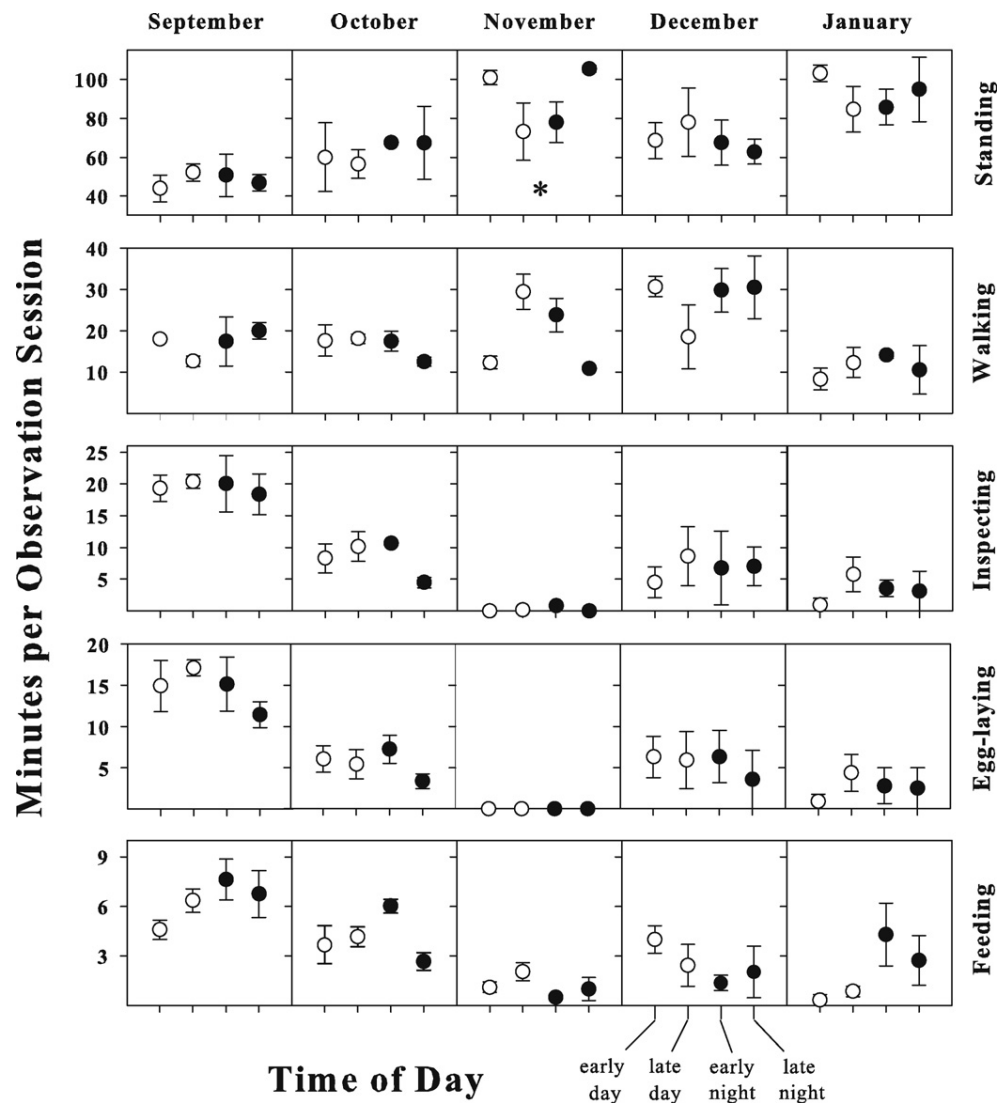 September October November December January
100
80
60
40
Standing
*
40
30
20
10
Walking
25
20
15
10
5
Inspecting
20
15
10
5
Egg-laying
9
6
3
Feeding
Minutes per Observation Session
early day
late day
early night
late night
Time of Day